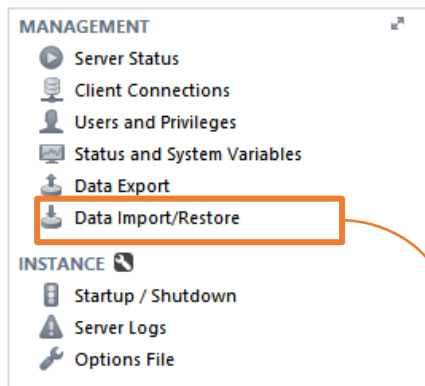 MANAGEMENT
Server Status
Client Connections
Users and Privileges
Status and System Variables
Data Export
Data Import/Restore
INSTANCE
Startup / Shutdown
Server Logs
Options File